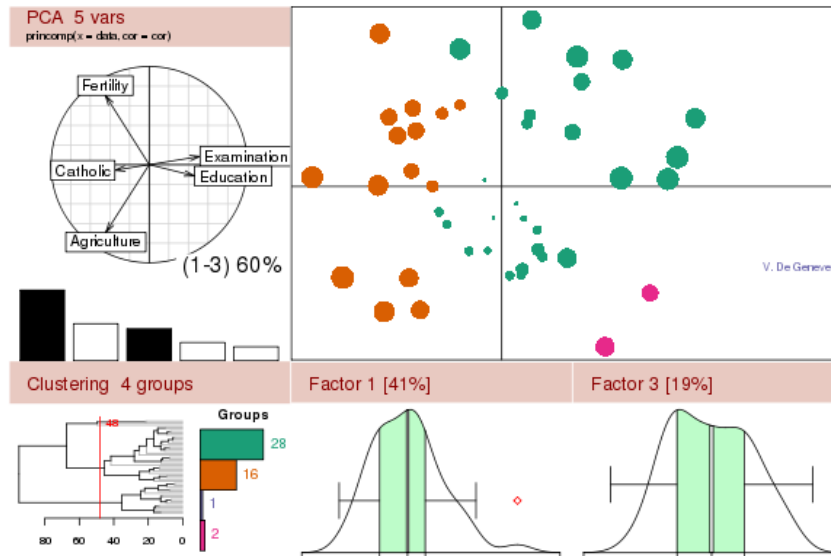 PCA 5 vars
princomp(x = data, cor = cor)
Fertility
Examination
Catholic
Education
Agriculture
(1-3) 60%
V. De Geneve
Clustering 4 groups
Factor 1 [41%]
Factor 3 [19%]
48
Groups
28
16
1
2
80 60 40 20 0